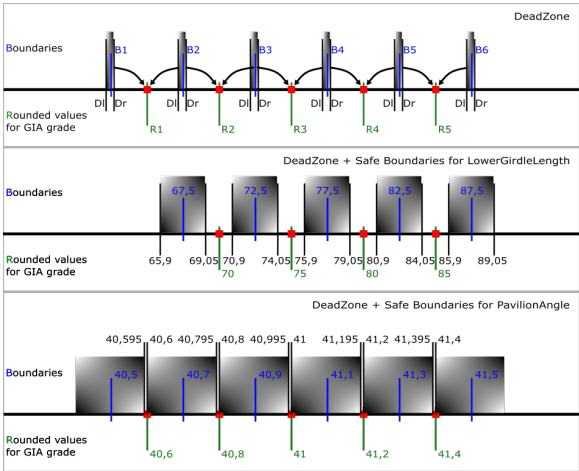 DeadZone
Boundaries
B1 B2 B3 B4 B5 B6
Dl Dr Dl Dr Dl Dr Dl Dr Dl Dr Dl Dr
Rounded values
for GIA grade
R1 R2 R3 R4 R5
DeadZone + Safe Boundaries for LowerGirdleLength
Boundaries
67,5 72,5 77,5 82,5 87,5
65,9 69,05 70,9 74,05 75,9 79,05 80,9 84,05 85,9 89,05
Rounded values
for GIA grade
70 75 80 85
DeadZone + Safe Boundaries for PavilionAngle
40,595 40,6 40,795 40,8 40,995 41 41,195 41,2 41,395 41,4
Boundaries
40,5 40,7 40,9 41,1 41,3 41,5
Rounded values
for GIA grade
40,6 40,8 41 41,2 41,4